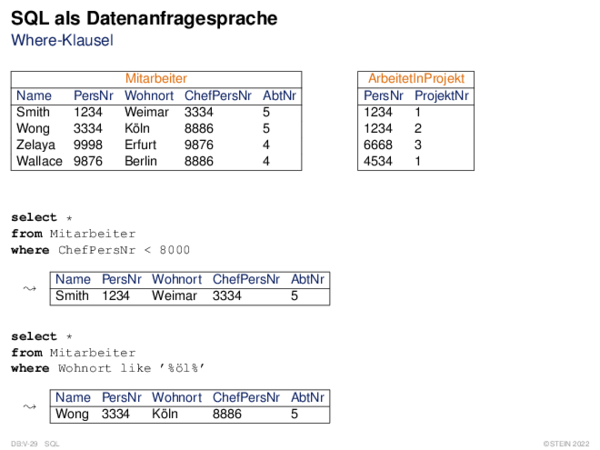 SQL als Datenanfragesprache
Where-Klausel
Mitarbeiter
Name PersNr Wohnort ChefPersNr AbtNr
Smith 1234 Weimar 3334 5
Wong 3334 Köln 8886 5
Zelaya 9998 Erfurt 9876 4
Wallace 9876 Berlin 8886 4
ArbeitetInProjekt
PersNr ProjektNr
1234 1
1234 2
6668 3
4534 1
select *
from Mitarbeiter
where ChefPersNr < 8000
⤳
Name PersNr Wohnort ChefPersNr AbtNr
Smith 1234 Weimar 3334 5
select *
from Mitarbeiter
where Wohnort like ’%öl%’
⤳
Name PersNr Wohnort ChefPersNr AbtNr
Wong 3334 Köln 8886 5
DB:V-29 SQL
©STEIN 2022